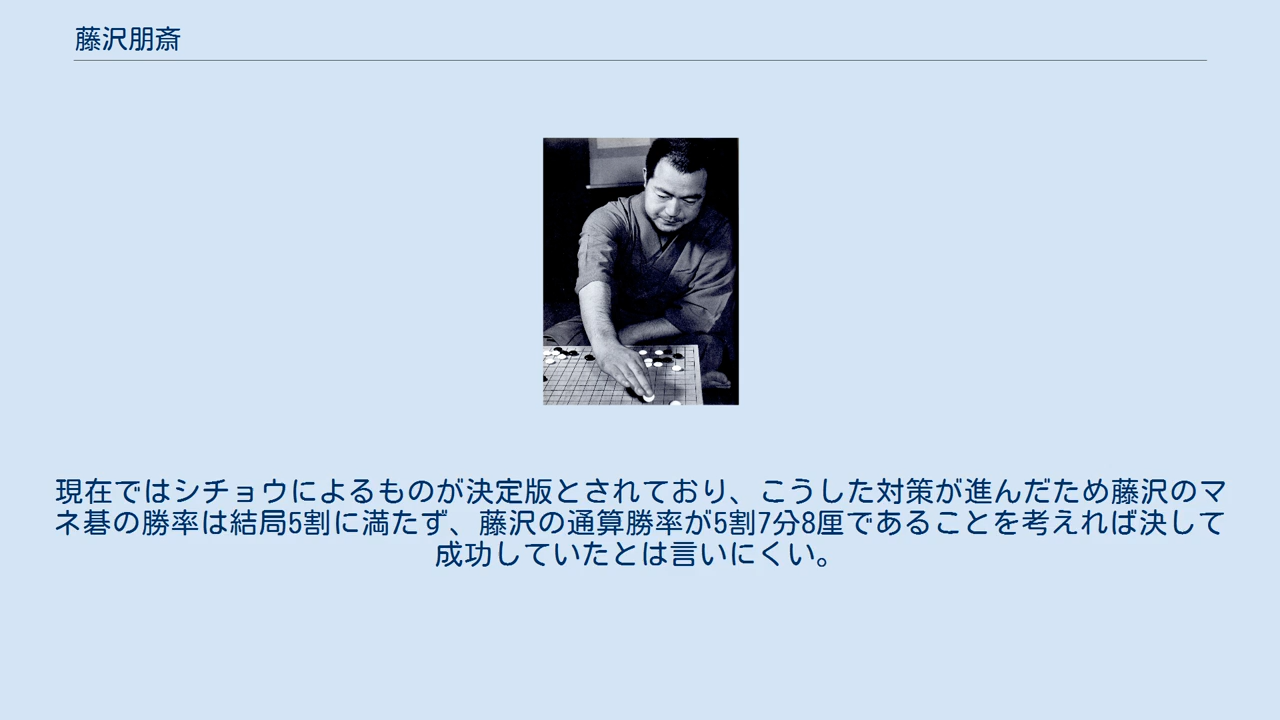 藤沢朋斎
現在ではシチョウによるものが決定版とされており、こうした対策が進んだため藤沢のマ
ネ碁の勝率は結局5割に満たず、藤沢の通算勝率が5割7分8厘であることを考えれば決して
成功していたとは言いにくい。